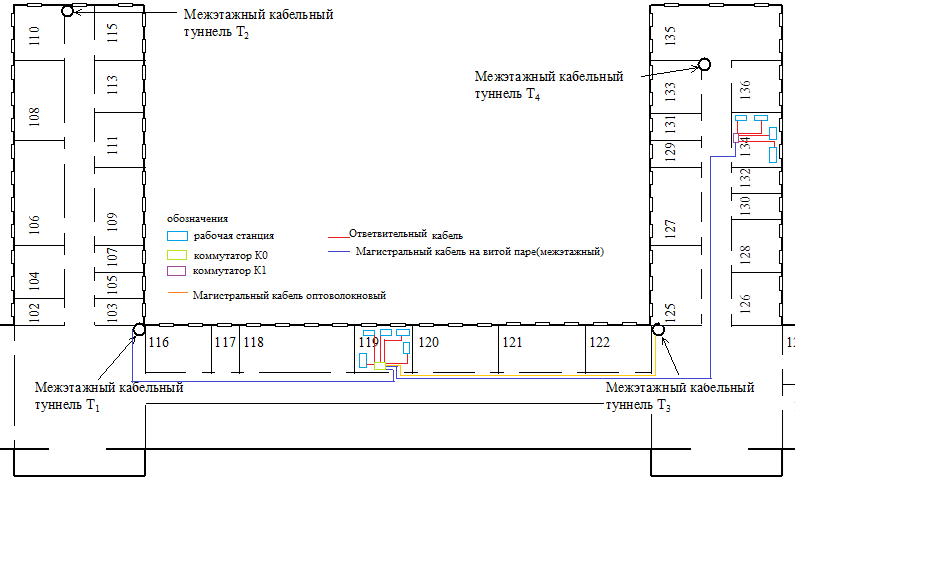 Межэтажный кабельный
туннель Т2
110
115
135
Межэтажный кабельный
туннель Т4
113
133
136
108
131
111
129
134
132
130
106
109
127
128
обозначения
рабочая станция
коммутатор К0
коммутатор К1
Магистральный кабель оптоволокновый
Ответвительный кабель
Магистральный кабель на витой паре(межэтажный)
107
104
105
102
103
125
126
116
117
118
119
120
121
122
Межэтажный кабельный
туннель Т1
Межэтажный кабельный
туннель Т3